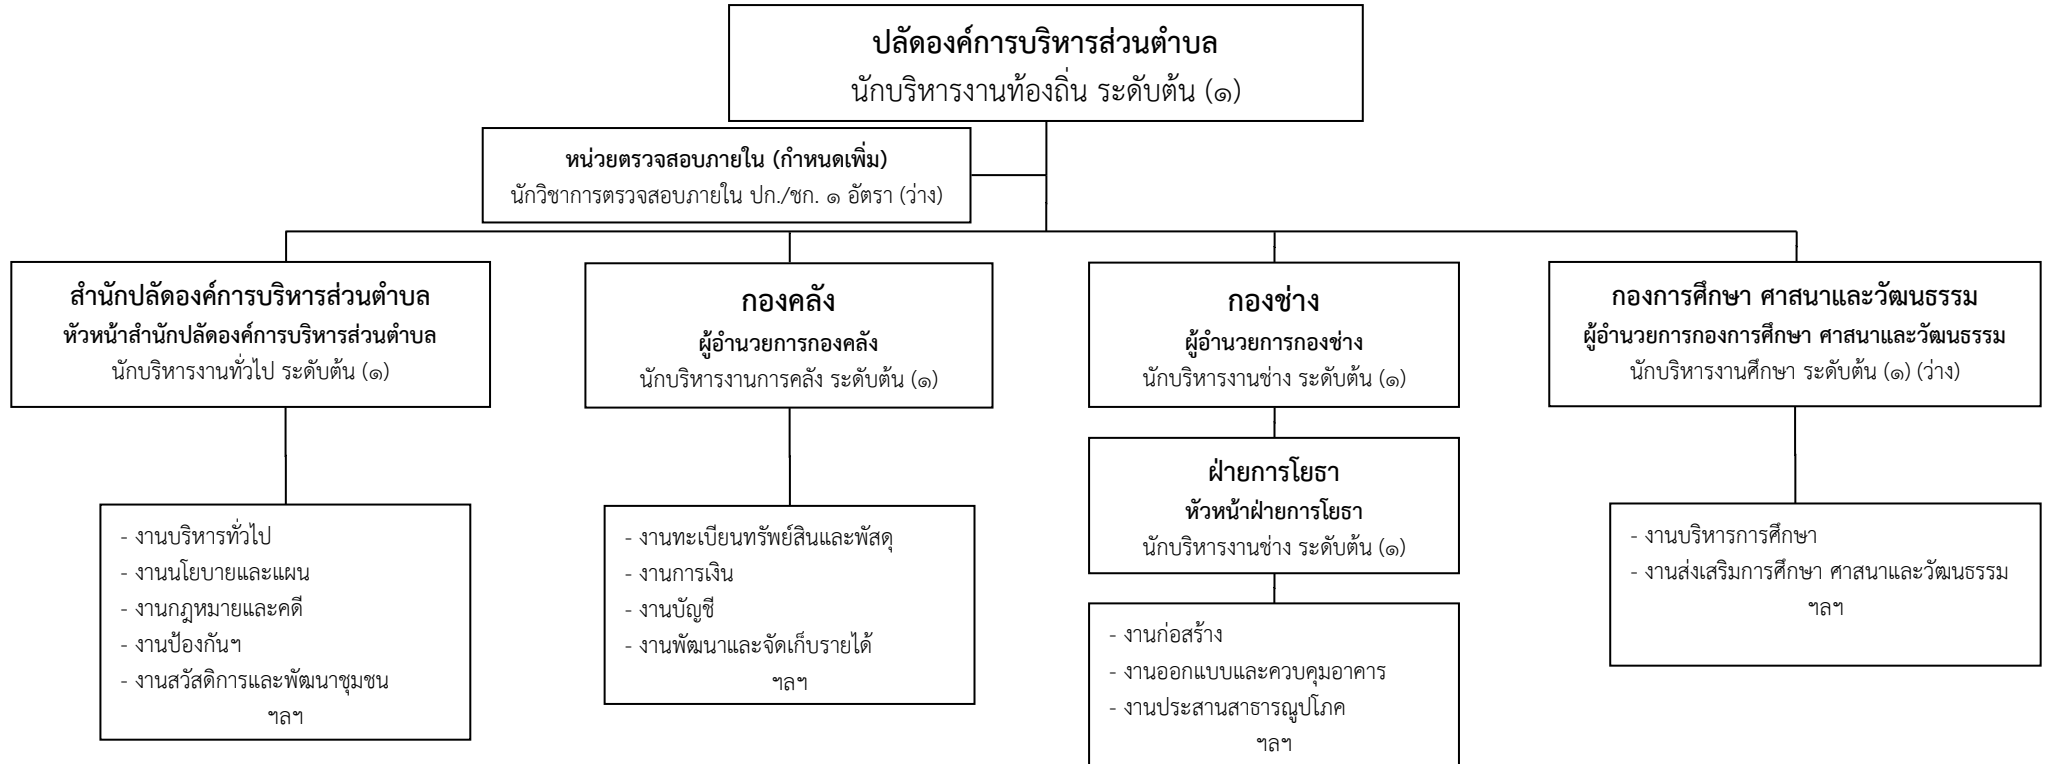 ปลัดองค์การบริหารส่วนตำบล
นักบริหารงานท้องถิ่น ระดับต้น (๑)
หน่วยตรวจสอบภายใน (กำหนดเพิ่ม)
นักวิชาการตรวจสอบภายใน ปก./ชก. ๑ อัตรา (ว่าง)
สำนักปลัดองค์การบริหารส่วนตำบล
หัวหน้าสำนักปลัดองค์การบริหารส่วนตำบล
นักบริหารงานทั่วไป ระดับต้น (๑)
กองคลัง
ผู้อำนวยการกองคลัง
นักบริหารงานการคลัง ระดับต้น (๑)
กองช่าง
ผู้อำนวยการกองช่าง
นักบริหารงานช่าง ระดับต้น (๑)
กองการศึกษา ศาสนาและวัฒนธรรม
ผู้อำนวยการกองการศึกษา ศาสนาและวัฒนธรรม
นักบริหารงานศึกษา ระดับต้น (๑) (ว่าง)
ฝ่ายการโยธา
หัวหน้าฝ่ายการโยธา
นักบริหารงานช่าง ระดับต้น (๑)
- งานบริหารทั่วไป
- งานนโยบายและแผน
- งานกฎหมายและคดี
- งานป้องกันฯ
- งานสวัสดิการและพัฒนาชุมชน
ฯลฯ
- งานทะเบียนทรัพย์สินและพัสดุ
- งานการเงิน
- งานบัญชี
- งานพัฒนาและจัดเก็บรายได้
ฯลฯ
- งานก่อสร้าง
- งานออกแบบและควบคุมอาคาร
- งานประสานสาธารณูปโภค
ฯลฯ
- งานบริหารการศึกษา
- งานส่งเสริมการศึกษา ศาสนาและวัฒนธรรม
ฯลฯ